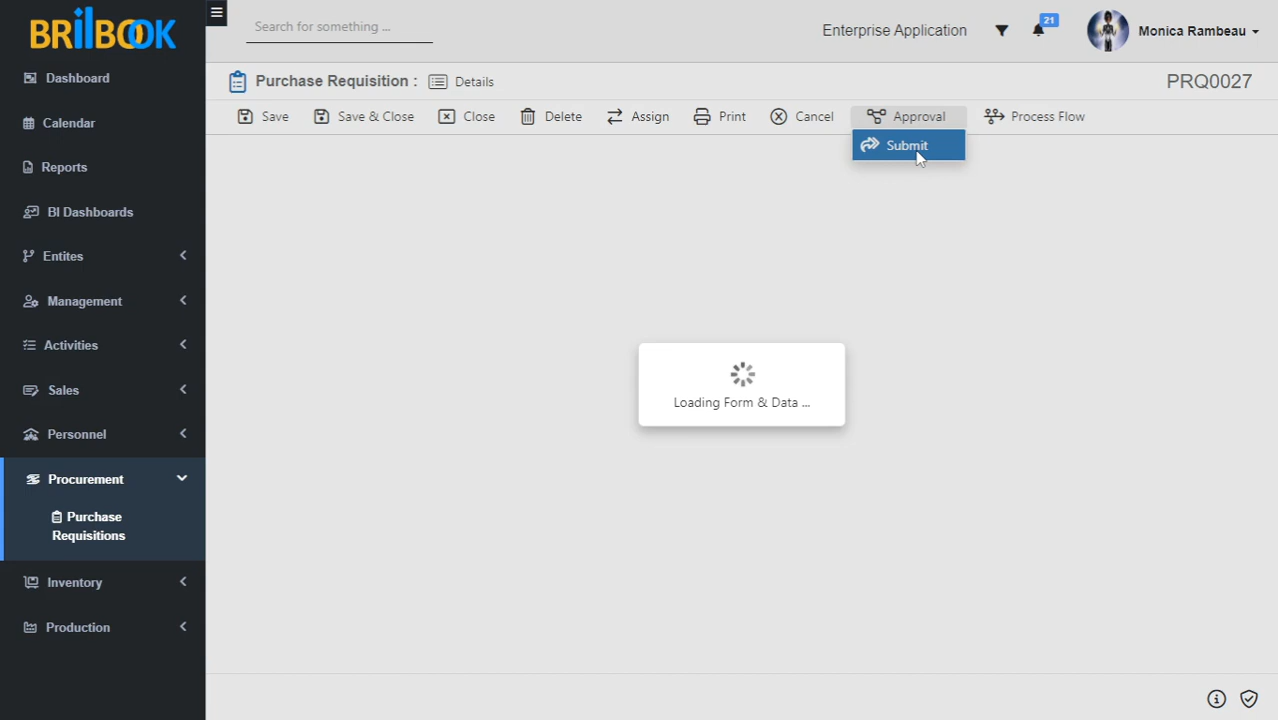 BRILBOOK
Search for something ...
Enterprise Application
21
Monica Rambeau
Purchase Requisition :
Details
PRQ0027
Save
Save & Close
Close
Delete
Assign
Print
Cancel
Approval
Process Flow
Submit
Dashboard
Calendar
Reports
BI Dashboards
Entites
Management
Activities
Sales
Personnel
Procurement
Purchase
Requisitions
Inventory
Production
Loading Form & Data ...